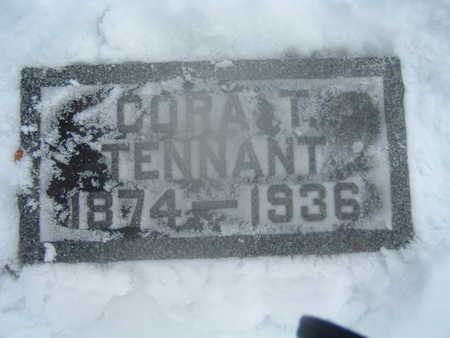 CORA T.
TENNANT
1874 - 1936